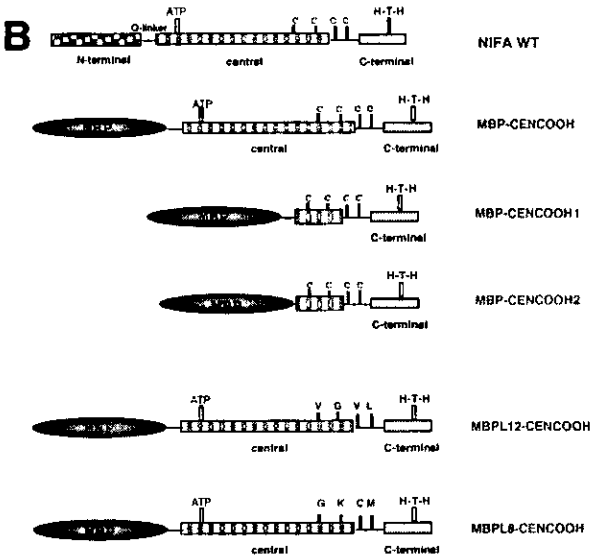 B
ATP C C C C H-T-H
Q-linker
NIFA WT
N-terminal central C-terminal
ATP C C C C H-T-H
MBP-CENCOOH
central C-terminal
C C C C H-T-H
MBP-CENCOOH1
C-terminal
C C C C H-T-H
MBP-CENCOOH2
C-terminal
ATP V G V L H-T-H
MBPL12-CENCOOH
central C-terminal
ATP G K C M H-T-H
MBPL8-CENCOOH
central C-terminal